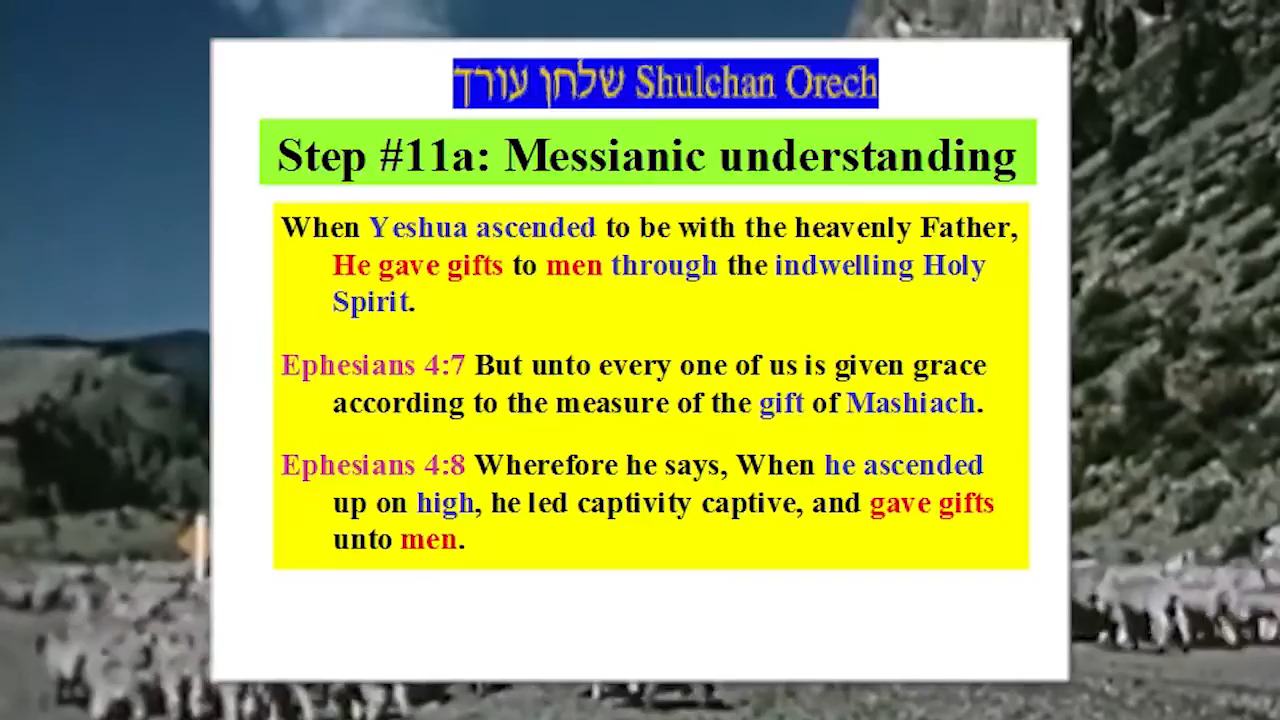 שלחן עורך Shulchan Orech
Step #11a: Messianic understanding
When Yeshua ascended to be with the heavenly Father,
He gave gifts to men through the indwelling Holy
Spirit.
Ephesians 4:7 But unto every one of us is given grace
according to the measure of the gift of Mashiach.
Ephesians 4:8 Wherefore he says, When he ascended
up on high, he led captivity captive, and gave gifts
unto men.